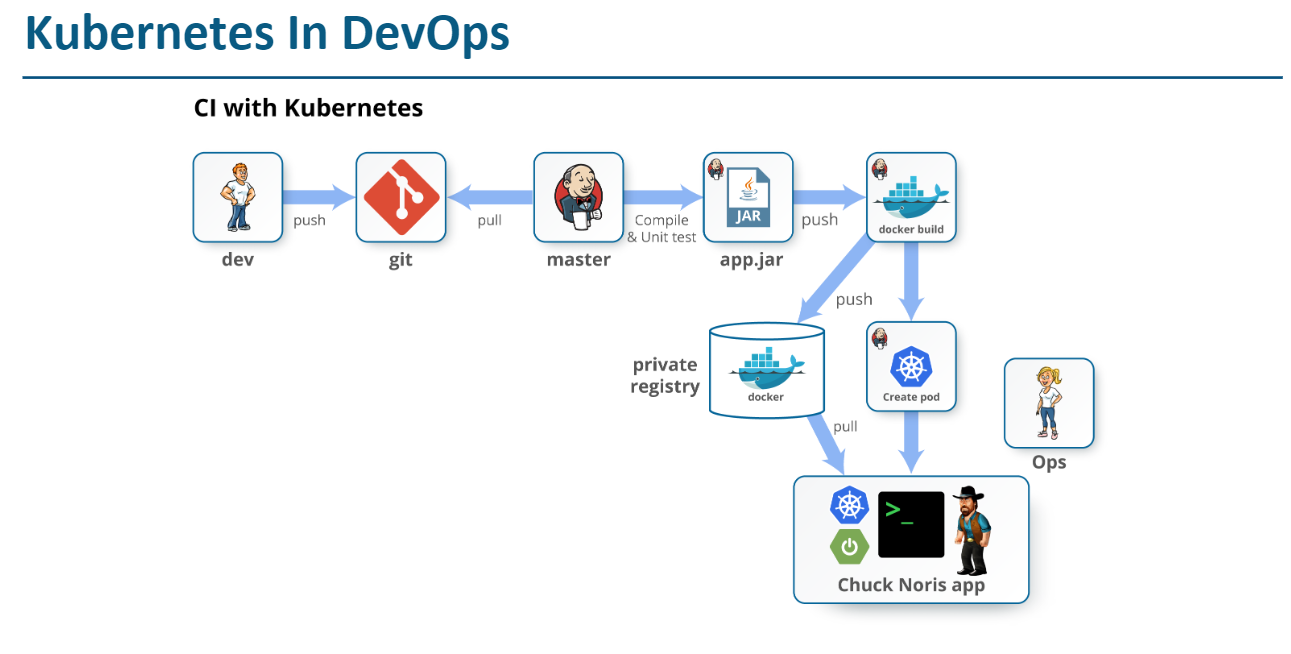 Kubernetes In DevOps
CI with Kubernetes
push
pull
Compile
& Unit test
JAR
push
docker build
dev
git
master
app.jar
push
private
registry
docker
Create pod
pull
Ops
>_
Chuck Noris app